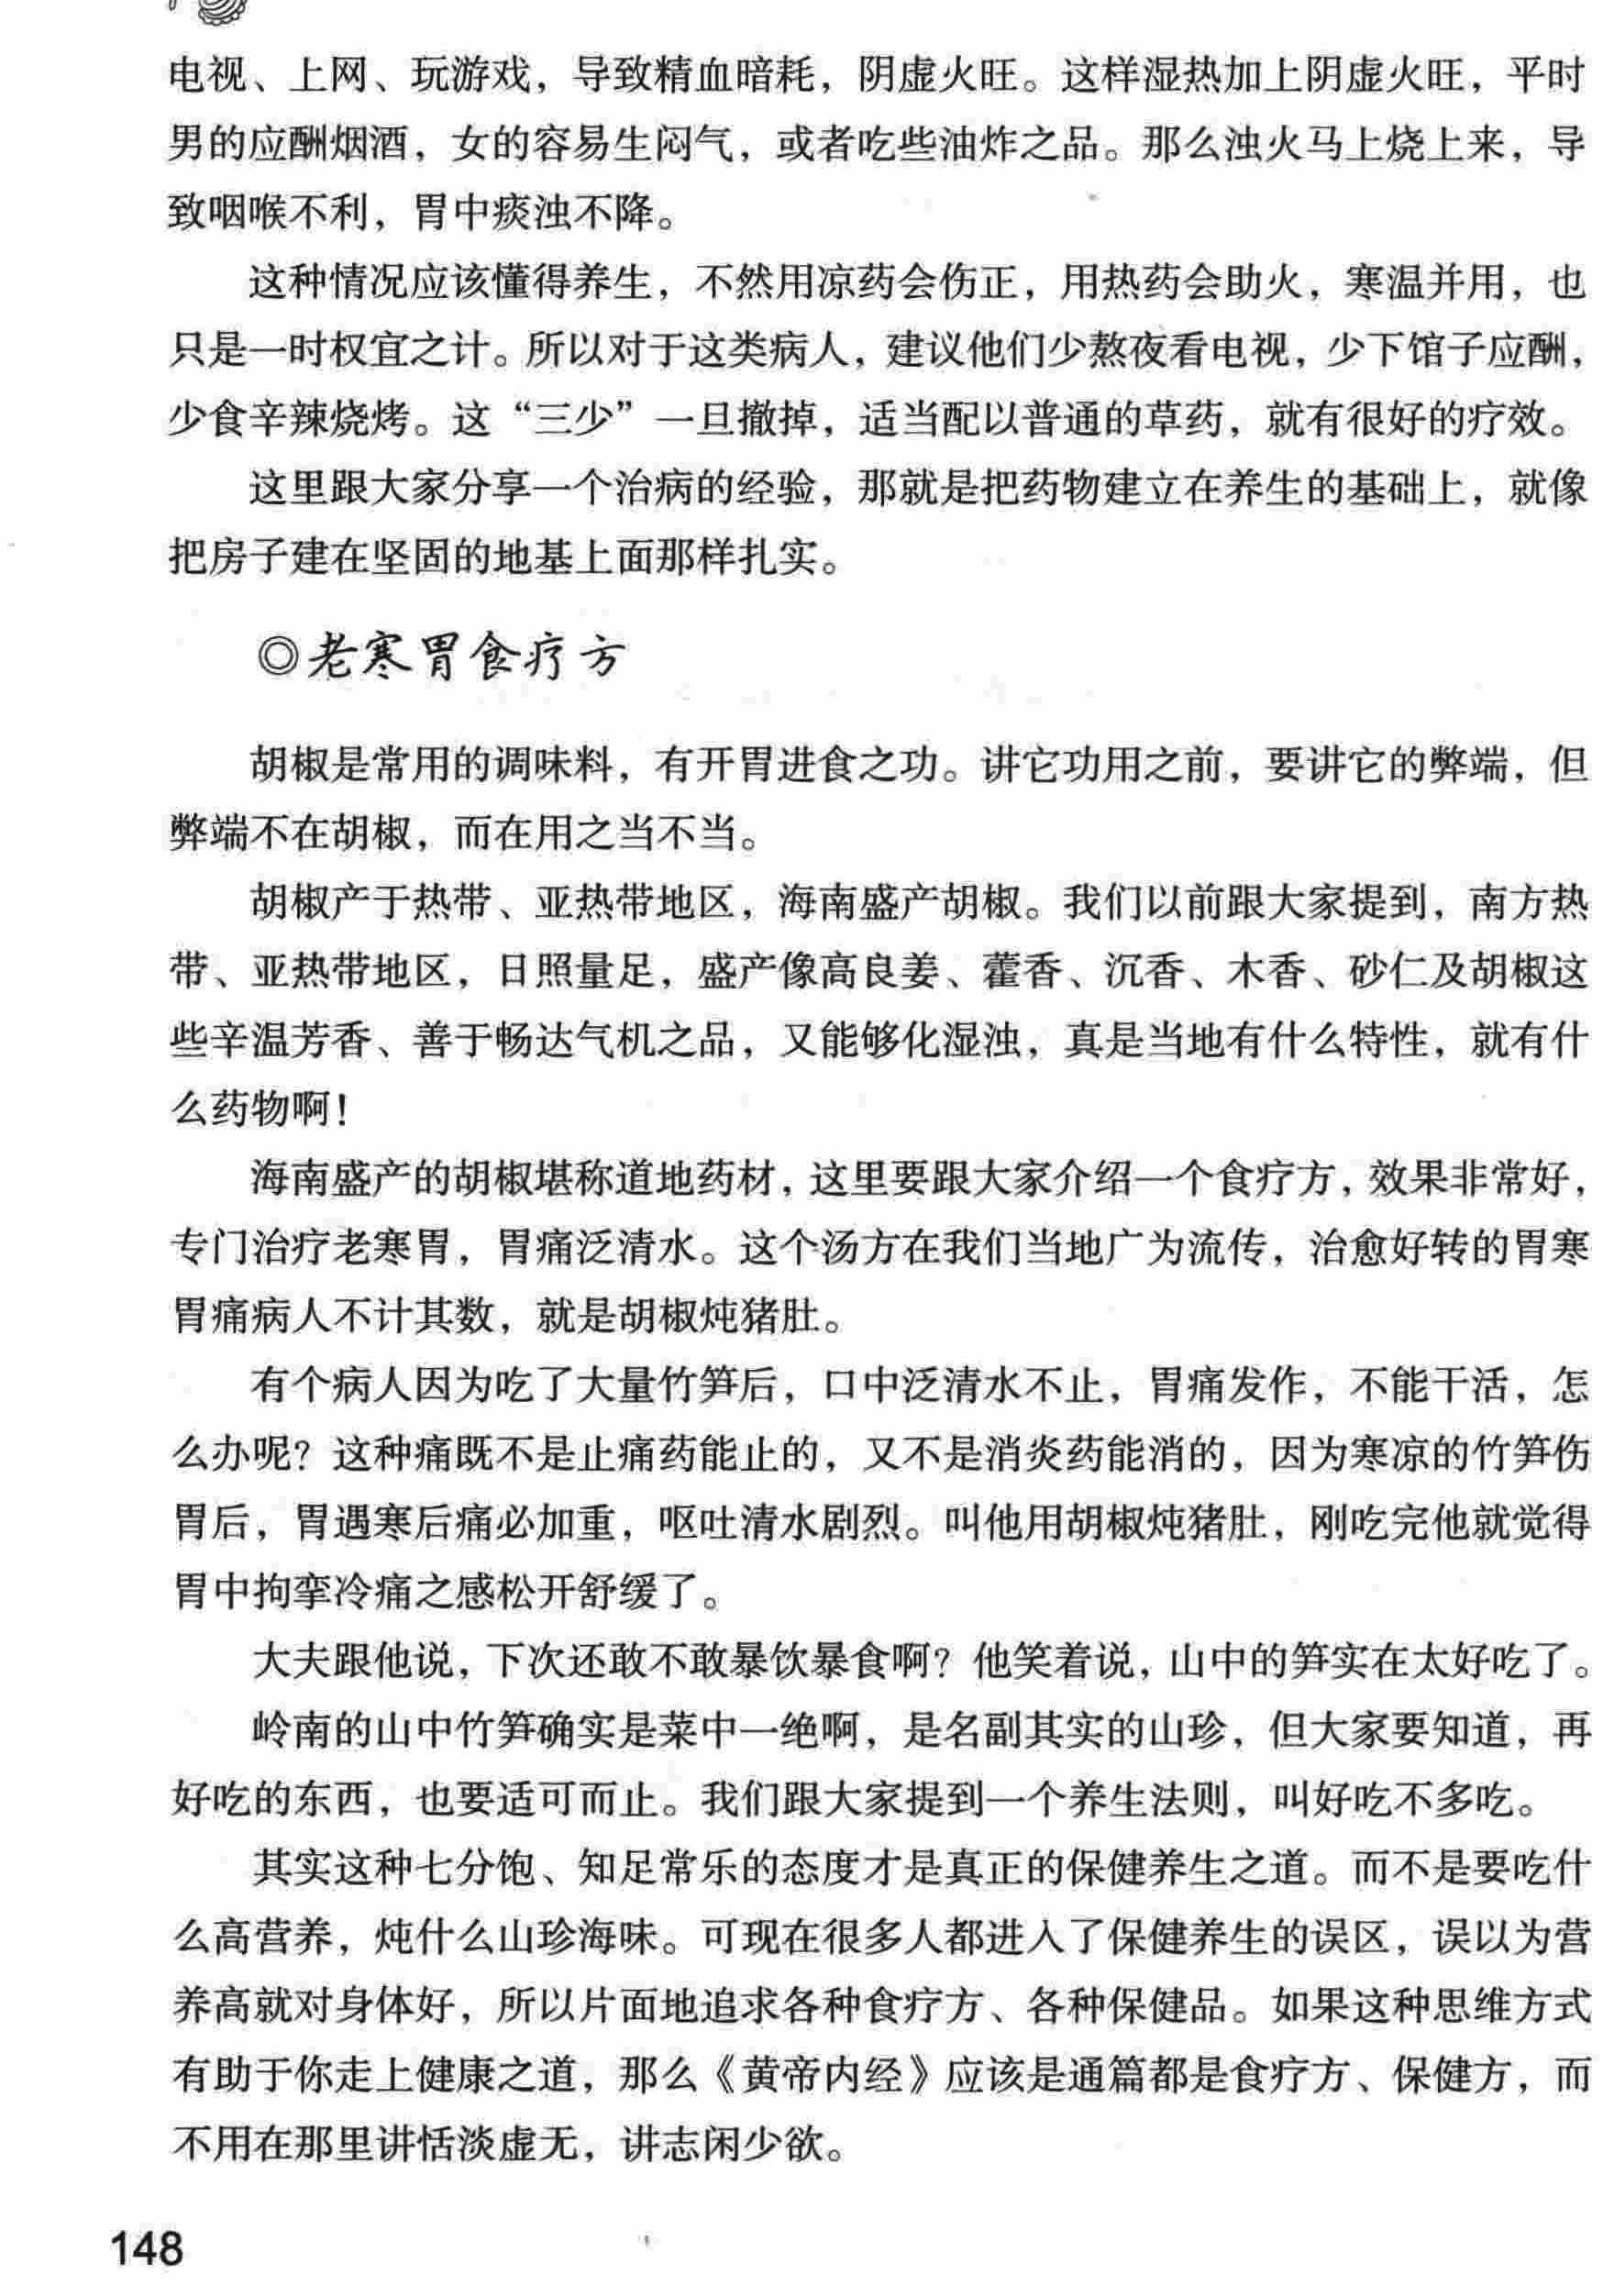 电视、上网、玩游戏，导致精血暗耗，阴虚火旺。这样湿热加上阴虚火旺，平时
男的应酬烟酒，女的容易生闷气，或者吃些油炸之品。那么浊火马上烧上来，导
致咽喉不利，胃中痰浊不降。
这种情况应该懂得养生，不然用凉药会伤正，用热药会助火，寒温并用，也
只是一时权宜之计。所以对于这类病人，建议他们少熬夜看电视，少下馆子应酬，
少食辛辣烧烤。这“三少”一旦撤掉，适当配以普通的草药，就有很好的疗效。
这里跟大家分享一个治病的经验，那就是把药物建立在养生的基础上，就像
把房子建在坚固的地基上面那样扎实。
◎老寒胃食疗方
胡椒是常用的调味料，有开胃进食之功。讲它功用之前，要讲它的弊端，但
弊端不在胡椒，而在用之当不当。
胡椒产于热带、亚热带地区，海南盛产胡椒。我们以前跟大家提到，南方热
带、亚热带地区，日照量足，盛产像高良姜、藿香、沉香、木香、砂仁及胡椒这
些辛温芳香、善于畅达气机之品，又能够化湿浊，真是当地有什么特性，就有什
么药物啊！
海南盛产的胡椒堪称道地药材，这里要跟大家介绍一个食疗方，效果非常好，
专门治疗老寒胃，胃痛泛清水。这个汤方在我们当地广为流传，治愈好转的胃寒
胃痛病人不计其数，就是胡椒炖猪肚。
有个病人因为吃了大量竹笋后，口中泛清水不止，胃痛发作，不能干活，怎
么办呢？这种痛既不是止痛药能止的，又不是消炎药能消的，因为寒凉的竹笋伤
胃后，胃遇寒后痛必加重，呕吐清水剧烈。叫他用胡椒炖猪肚，刚吃完他就觉得
胃中拘挛冷痛之感松开舒缓了。
大夫跟他说，下次还敢不敢暴饮暴食啊？他笑着说，山中的笋实在太好吃了。
岭南的山中竹笋确实是菜中一绝啊，是名副其实的山珍，但大家要知道，再
好吃的东西，也要适可而止。我们跟大家提到一个养生法则，叫好吃不多吃。
其实这种七分饱、知足常乐的态度才是真正的保健养生之道。而不是要吃什
么高营养，炖什么山珍海味。可现在很多人都进入了保健养生的误区，误以为营
养高就对身体好，所以片面地追求各种食疗方、各种保健品。如果这种思维方式
有助于你走上健康之道，那么《黄帝内经》应该是通篇都是食疗方、保健方，而
不用在那里讲恬淡虚无，讲志闲少欲。
148